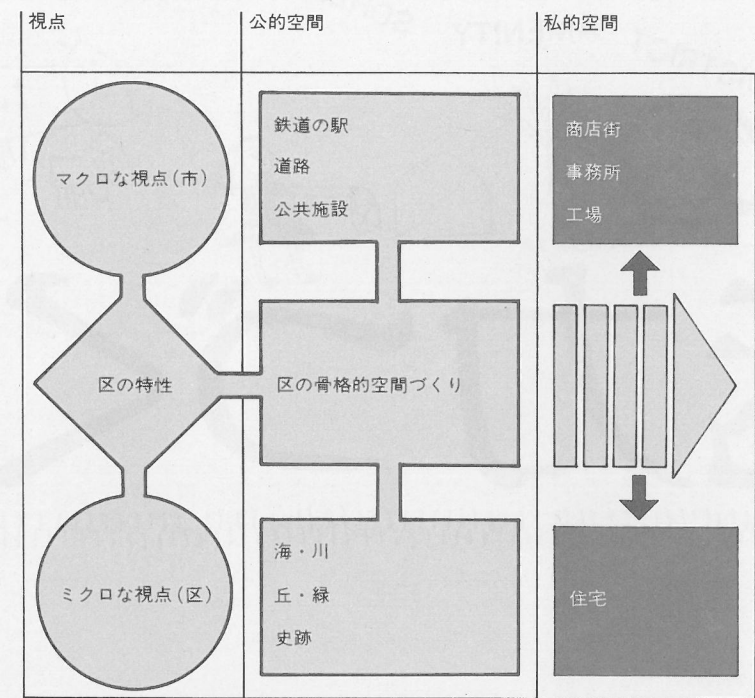 視点
公的空間
私的空間
マクロな視点(市)
鉄道の駅
道路
公共施設
商店街
事務所
工場
区の特性
区の骨格的空間づくり
ミクロな視点(区)
海・川
丘・緑
史跡
住宅